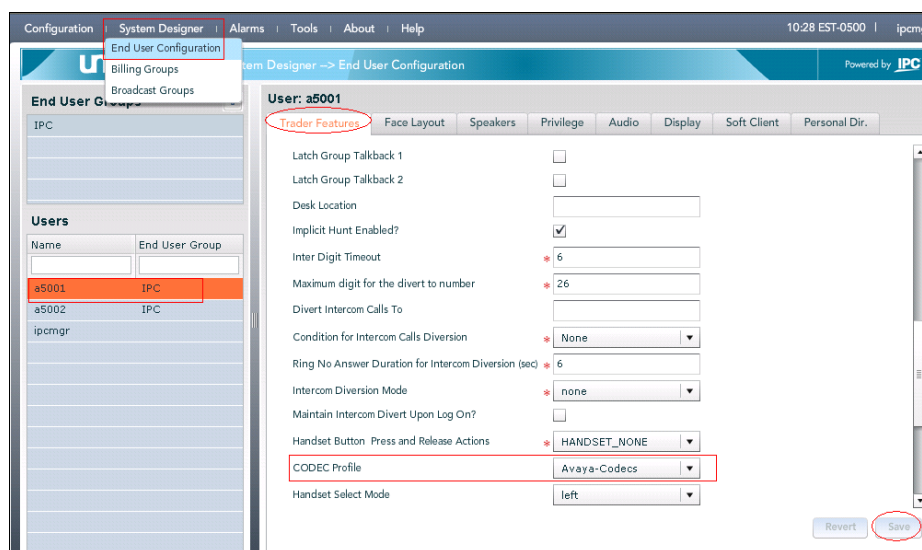 Configuration System Designer Alarms Tools About Help 10:28 EST-0500 ipcm
End User Configuration
Billing Groups
Broadcast Groups
tem Designer --> End User Configuration
Powered by IPC
End User Groups
IPC
Users
Name End User Group
a5001 IPC
a5002 IPC
ipcmgr
User: a5001
Trader Features Face Layout Speakers Privilege Audio Display Soft Client Personal Dir.
Latch Group Talkback 1
Latch Group Talkback 2
Desk Location
Implicit Hunt Enabled?
Inter Digit Timeout * 6
Maximum digit for the divert to number * 26
Divert Intercom Calls To
Condition for Intercom Calls Diversion * None
Ring No Answer Duration for Intercom Diversion (sec) * 6
Intercom Diversion Mode * none
Maintain Intercom Divert Upon Log On?
Handset Button Press and Release Actions * HANDSET_NONE
CODEC Profile Avaya-Codecs
Handset Select Mode left
Revert Save